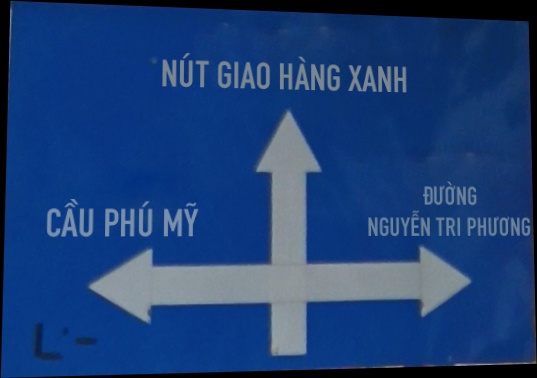 NÚT GIAO HÀNG XANH
CẦU PHÚ MỸ
ĐƯỜNG
NGUYỄN TRI PHƯƠNG